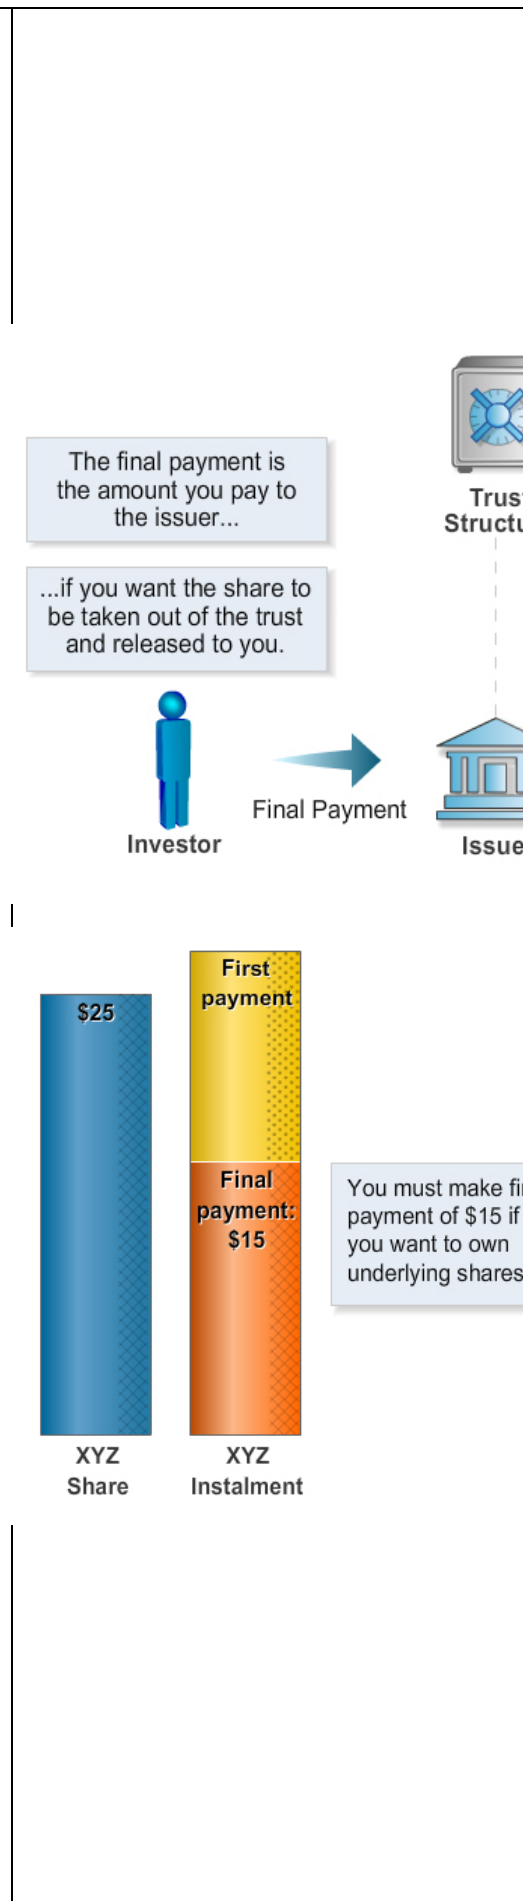 The final payment is
the amount you pay to
the issuer...
...if you want the share to
be taken out of the trust
and released to you.
Investor
Final Payment
First
payment
$25
Final
payment:
$15
You must make
payment of $15 if
you want to own
underlying shares
XYZ
Share
XYZ
Instalment